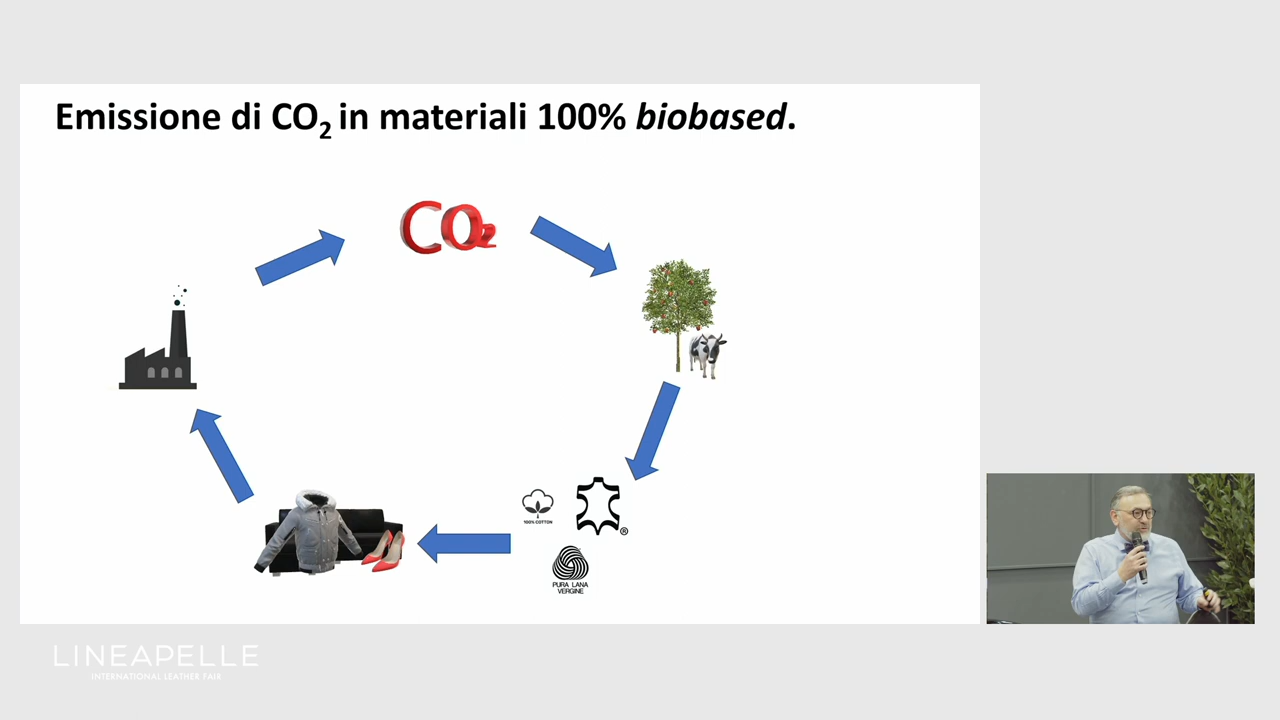 Emissione di CO2 in materiali 100% biobased.
CO2
100% COTTON
®
PURA LANA
VERGINE
LINEAPELLE
INTERNATIONAL LEATHER FAIR